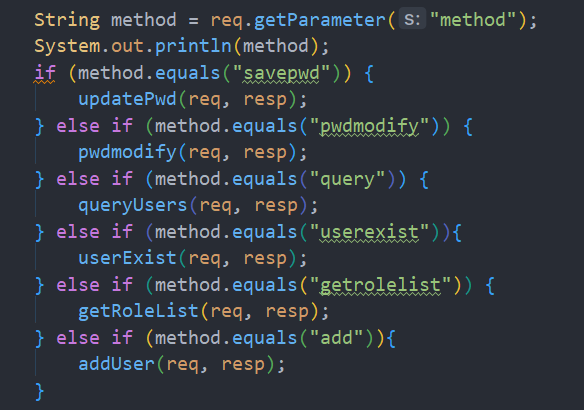 String method = req.getParameter( s: "method");
System.out.println(method);
if (method.equals("savepwd")) {
    updatePwd(req, resp);
} else if (method.equals("pwdmodify")) {
    pwdmodify(req, resp);
} else if (method.equals("query")) {
    queryUsers(req, resp);
} else if (method.equals("userexist")){
    userExist(req, resp);
} else if (method.equals("getrolelist")) {
    getRoleList(req, resp);
} else if (method.equals("add")){
    addUser(req, resp);
}